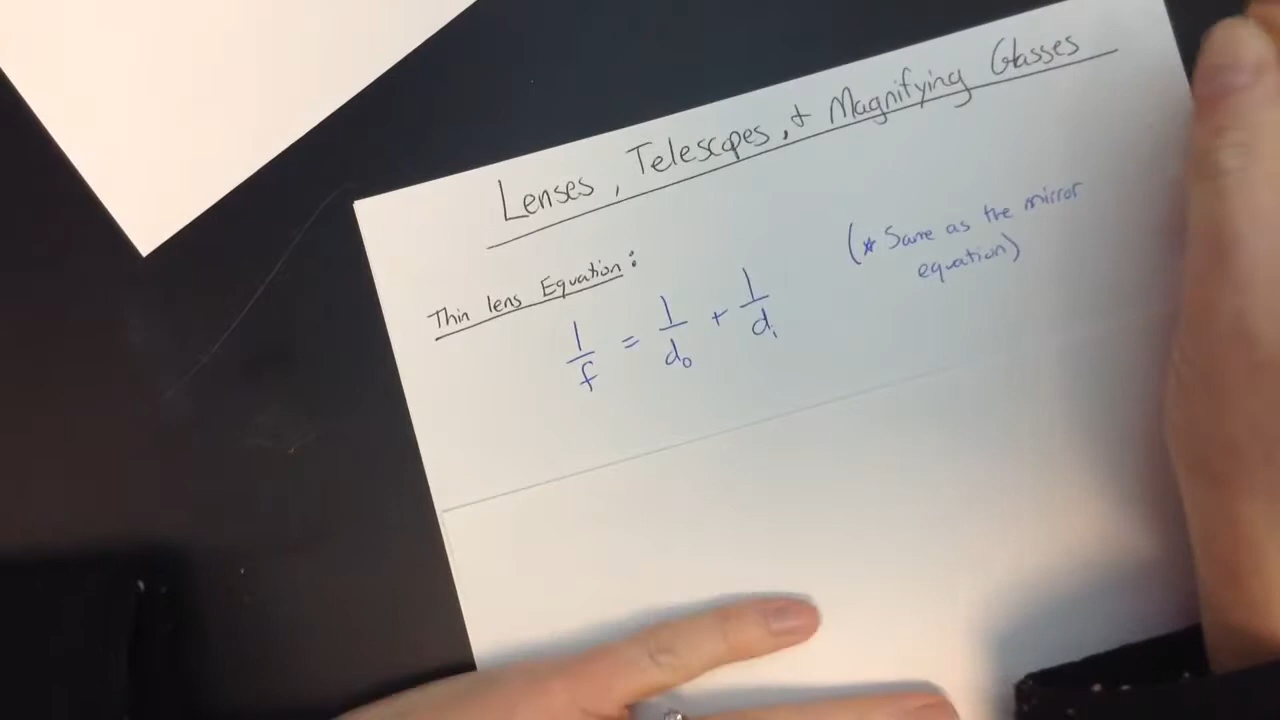 Lenses, Telescopes, & Magnifying Glasses
Thin lens Equation:
(* Same as the mirror
equation)
1/f = 1/d₀ + 1/dᵢ